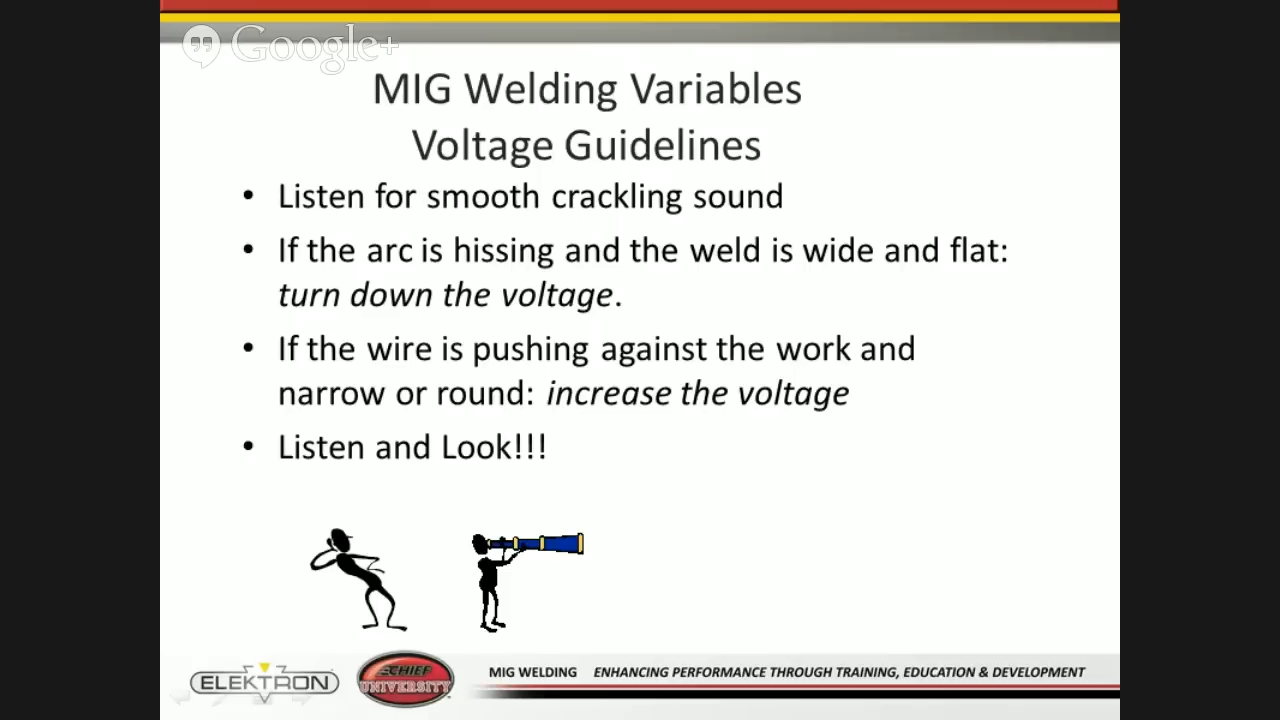 Google+
MIG Welding Variables
Voltage Guidelines
• Listen for smooth crackling sound
• If the arc is hissing and the weld is wide and flat:
turn down the voltage.
• If the wire is pushing against the work and
narrow or round: increase the voltage
• Listen and Look!!!
ELEKTRON
CHIEF
UNIVERSITY
MIG WELDING ENHANCING PERFORMANCE THROUGH TRAINING, EDUCATION & DEVELOPMENT